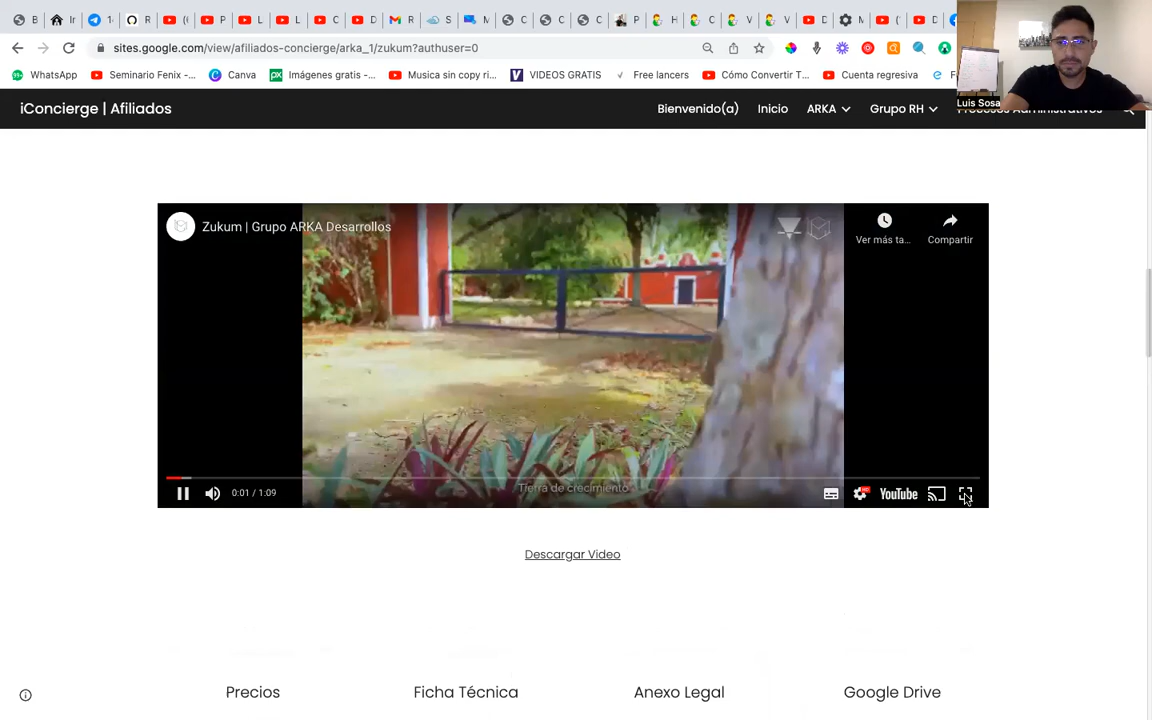 B
Ir
1
R
(
P
L
L
C
D
R
S
M
C
C
C
P
H
C
V
V
D
M
(
D
sites.google.com/view/afiliados-concierge/arka_1/zukum?authuser=0
WhatsApp
Seminario Fenix -...
Canva
Imágenes gratis -...
Musica sin copy ri...
VIDEOS GRATIS
Free lancers
Cómo Convertir T...
Cuenta regresiva
F
Luis Sosa
iConcierge | Afiliados
Bienvenido(a)
Inicio
ARKA
Grupo RH
Procesos Administrativos
Zukum | Grupo ARKA Desarrollos
Ver más ta...
Compartir
Tierra de crecimiento
0:01 / 1:09
YouTube
Descargar Video
Precios
Ficha Técnica
Anexo Legal
Google Drive